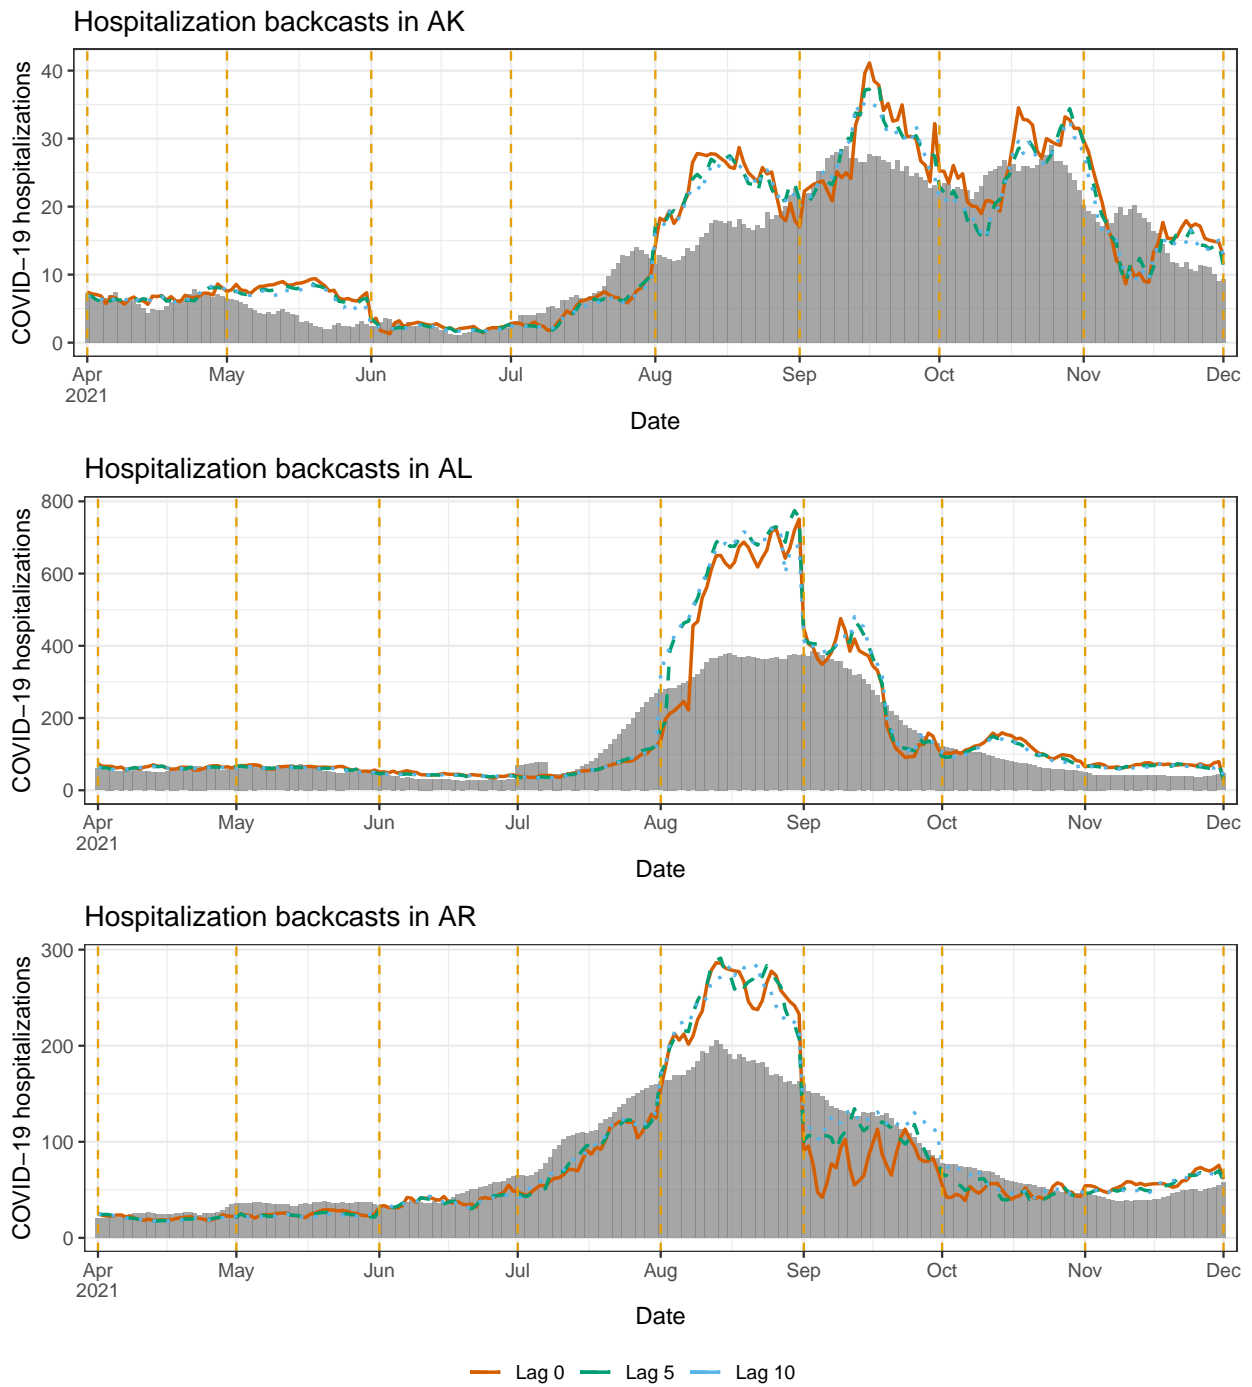 Hospitalization backcasts in AK
COVID−19 hospitalizations
40
30
20
10
0
Apr May Jun Jul Aug Sep Oct Nov Dec
2021
Date
Hospitalization backcasts in AL
COVID−19 hospitalizations
800
600
400
200
0
Apr May Jun Jul Aug Sep Oct Nov Dec
2021
Date
Hospitalization backcasts in AR
COVID−19 hospitalizations
300
200
100
0
Apr May Jun Jul Aug Sep Oct Nov Dec
2021
Date
Lag 0 Lag 5 Lag 10